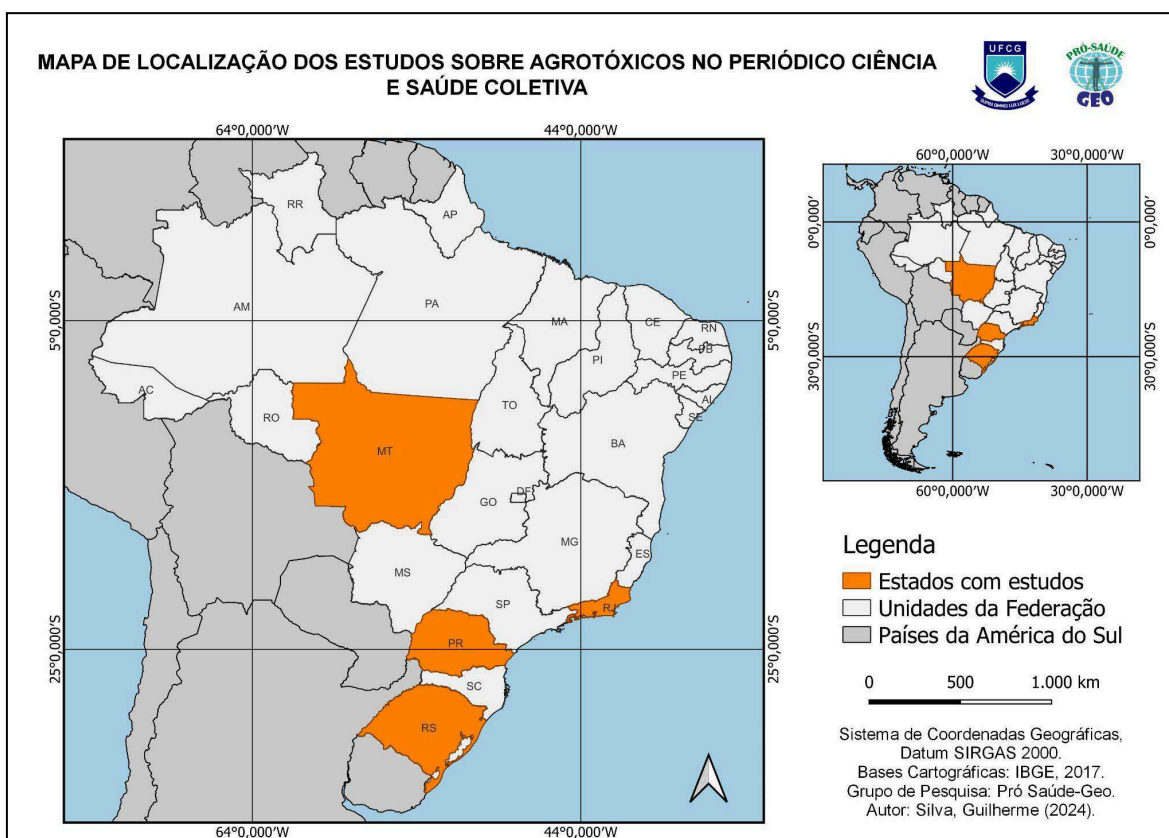 MAPA DE LOCALIZAÇÃO DOS ESTUDOS SOBRE AGROTÓXICOS NO PERIÓDICO CIÊNCIA
E SAÚDE COLETIVA
UFCG
PRÓ-SAÚDE
GEO
64°0,000'W
44°0,000'W
5°0,000'S
25°0,000'S
RR
AP
AM
PA
MA
CE
RN
PB
PI
PE
AC
AL
TO
SE
RO
BA
MT
DF
GO
MG
ES
MS
SP
RJ
PR
SC
RS
5°0,000'S
25°0,000'S
64°0,000'W
44°0,000'W
60°0,000'W
30°0,000'W
0°0,000'
30°0,000'S
0°0,000'
30°0,000'S
60°0,000'W
30°0,000'W
Legenda
Estados com estudos
Unidades da Federação
Países da América do Sul
0 500 1.000 km
Sistema de Coordenadas Geográficas,
Datum SIRGAS 2000.
Bases Cartográficas: IBGE, 2017.
Grupo de Pesquisa: Pró Saúde-Geo.
Autor: Silva, Guilherme (2024).